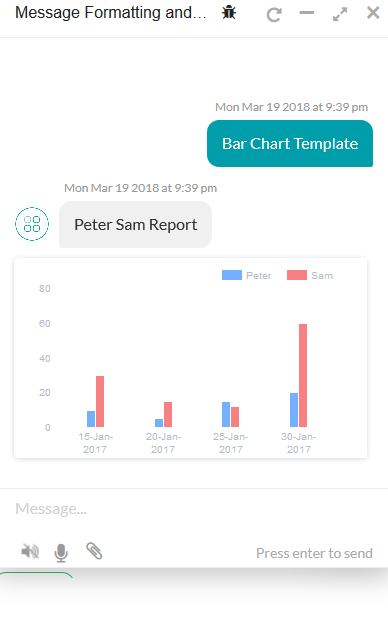 Message Formatting and...
Mon Mar 19 2018 at 9:39 pm
Bar Chart Template
Mon Mar 19 2018 at 9:39 pm
Peter Sam Report
Peter Sam
80
60
40
20
0
15-Jan- 20-Jan- 25-Jan- 30-Jan-
2017 2017 2017 2017
Message...
Press enter to send